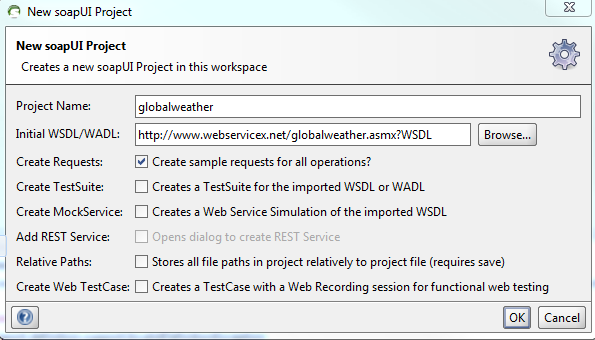 New soapUI Project
New soapUI Project
Creates a new soapUI Project in this workspace
Project Name: globalweather
Initial WSDL/WADL: http://www.webservicex.net/globalweather.asmx?WSDL Browse...
Create Requests: Create sample requests for all operations?
Create TestSuite: Creates a TestSuite for the imported WSDL or WADL
Create MockService: Creates a Web Service Simulation of the imported WSDL
Add REST Service: Opens dialog to create REST Service
Relative Paths: Stores all file paths in project relatively to project file (requires save)
Create Web TestCase: Creates a TestCase with a Web Recording session for functional web testing
? OK Cancel